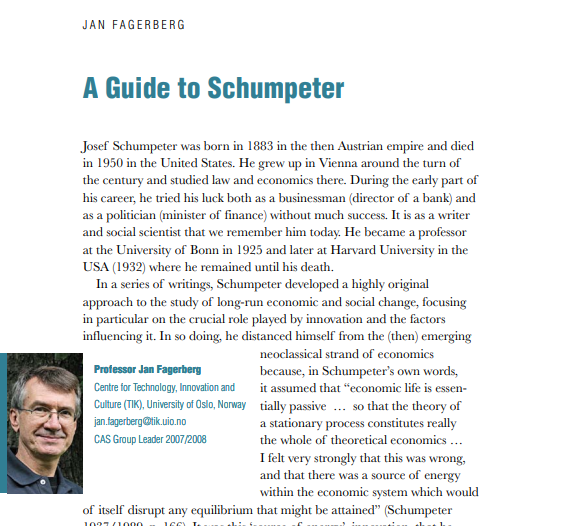 JAN FAGERBERG
A Guide to Schumpeter
Josef Schumpeter was born in 1883 in the then Austrian empire and died
in 1950 in the United States. He grew up in Vienna around the turn of
the century and studied law and economics there. During the early part of
his career, he tried his luck both as a businessman (director of a bank) and
as a politician (minister of finance) without much success. It is as a writer
and social scientist that we remember him today. He became a professor
at the University of Bonn in 1925 and later at Harvard University in the
USA (1932) where he remained until his death.
In a series of writings, Schumpeter developed a highly original
approach to the study of long-run economic and social change, focusing
in particular on the crucial role played by innovation and the factors
influencing it. In so doing, he distanced himself from the (then) emerging
neoclassical strand of economics
because, in Schumpeter's own words,
it assumed that “economic life is essen-
tially passive … so that the theory of
a stationary process constitutes really
the whole of theoretical economics …
I felt very strongly that this was wrong,
and that there was a source of energy
within the economic system which would
of itself disrupt any equilibrium that might be attained” (Schumpeter
Professor Jan Fagerberg
Centre for Technology, Innovation and
Culture (TIK), University of Oslo, Norway
jan.fagerberg@tik.uio.no
CAS Group Leader 2007/2008